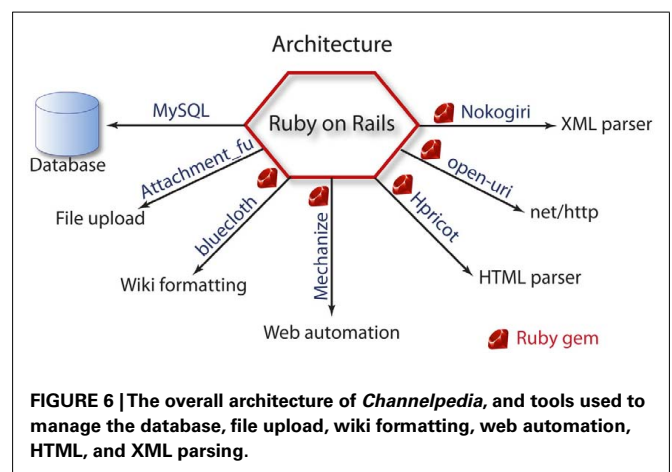 Architecture
Ruby on Rails
MySQL
Database
Attachment_fu
File upload
bluecloth
Wiki formatting
Mechanize
Web automation
Hpricot
HTML parser
open-uri
net/http
Nokogiri
XML parser
Ruby gem
FIGURE 6 | The overall architecture of Channelpedia, and tools used to
manage the database, file upload, wiki formatting, web automation,
HTML, and XML parsing.